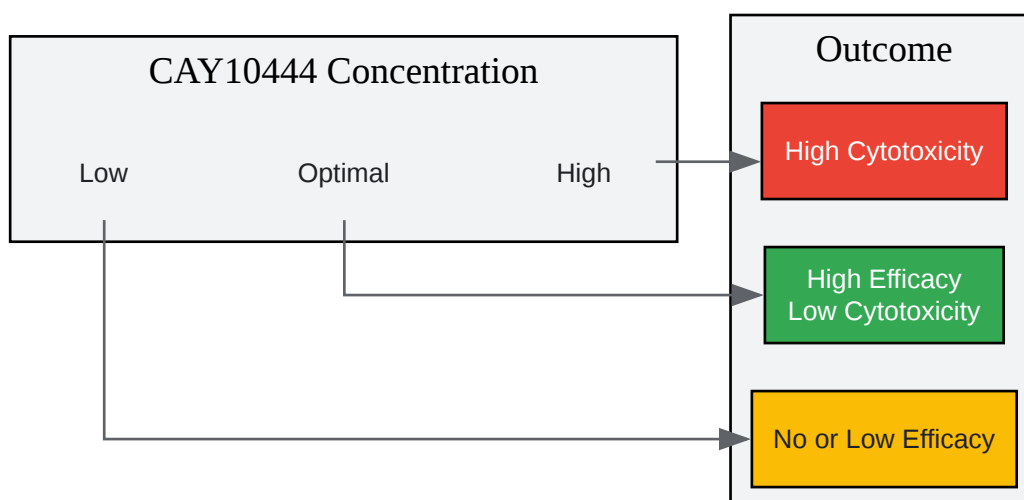 CAY10444 Concentration
Low
Optimal
High
Outcome
High Cytotoxicity
High Efficacy
Low Cytotoxicity
No or Low Efficacy